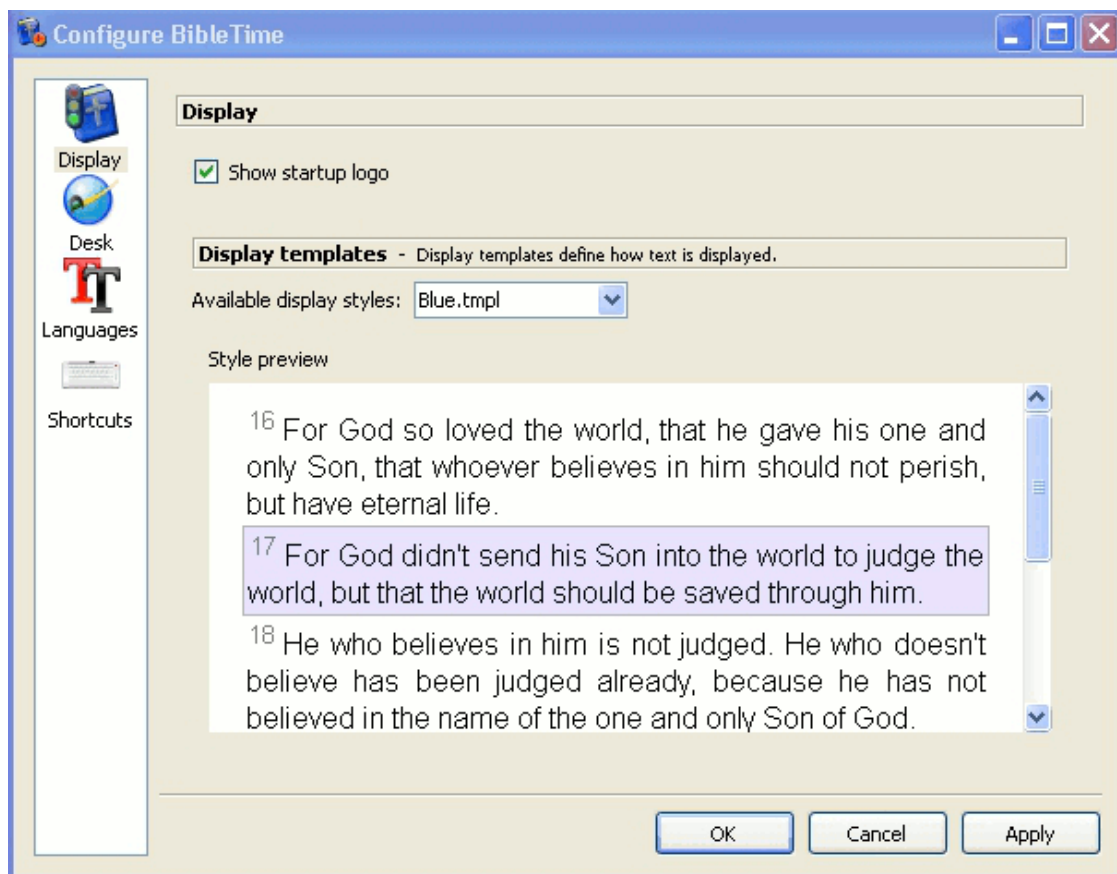 Configure BibleTime
Display
Desk
Languages
Shortcuts
Display
Show startup logo
Display templates - Display templates define how text is displayed.
Available display styles: Blue.tmpl
Style preview
16 For God so loved the world, that he gave his one and
only Son, that whoever believes in him should not perish,
but have eternal life.
17 For God didn't send his Son into the world to judge the
world, but that the world should be saved through him.
18 He who believes in him is not judged. He who doesn't
believe has been judged already, because he has not
believed in the name of the one and only Son of God.
OK Cancel Apply